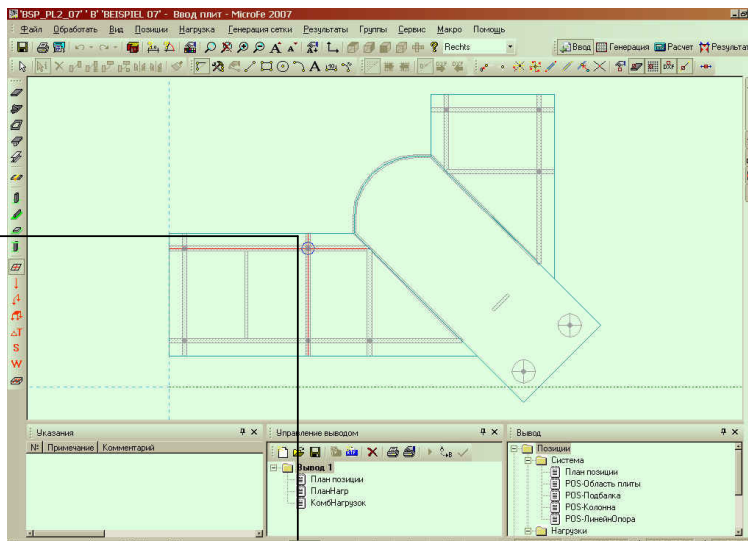 'BSP_PL2_07' ' B' 'BEISPIEL 07' - Ввод плит - MicroFe 2007
Файл Обработать Вид Позиции Нагрузка Генерация сетки Результаты Группы Сервис Макро Помощь
Rechts Ввод Генерация Расчет Результат
ΔT
S
W
Указания Управление выводом Вывод
№ Примечание Комментарий
Вывод 1
План позиции
ПланНагр
КомбНагрузок
Позиции
Система
План позиции
POS-Область плиты
POS-Подбалка
POS-Колонна
POS-ЛинейнОпора
Нагрузки